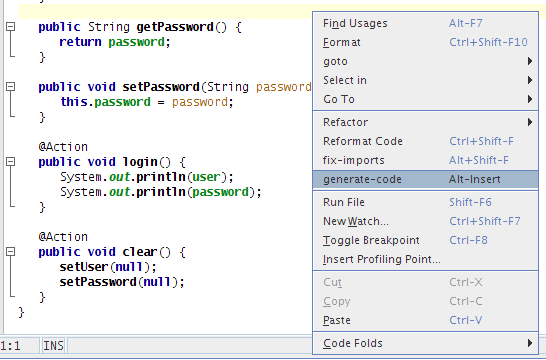 }
public String getPassword() {
return password;
}
public void setPassword(String password
this.password = password;
}
@Action
public void login() {
System.out.println(user);
System.out.println(password);
}
@Action
public void clear() {
setUser(null);
setPassword(null);
}
}
1:1 INS
Find Usages Alt-F7
Format Ctrl+Shift-F10
goto
Select in
Go To
Refactor
Reformat Code Ctrl+Shift-F
fix-imports Alt+Shift-F
generate-code Alt-Insert
Run File Shift-F6
New Watch... Ctrl+Shift-F7
Toggle Breakpoint Ctrl-F8
Insert Profiling Point...
Cut Ctrl-X
Copy Ctrl-C
Paste Ctrl-V
Code Folds